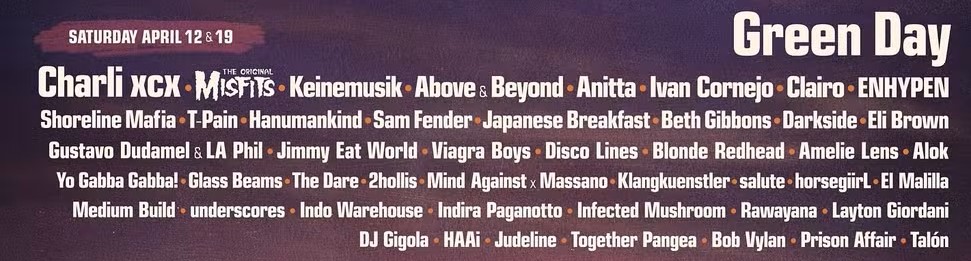 SATURDAY APRIL 12 & 19
Green Day
Charli xcx • THE ORIGINAL MISFITS • Keinemusik • Above & Beyond • Anitta • Ivan Cornejo • Clairo • ENHYPEN
Shoreline Mafia • T-Pain • Hanumankind • Sam Fender • Japanese Breakfast • Beth Gibbons • Darkside • Eli Brown
Gustavo Dudamel & LA Phil • Jimmy Eat World • Viagra Boys • Disco Lines • Blonde Redhead • Amelie Lens • Alok
Yo Gabba Gabba! • Glass Beams • The Dare • 2hollis • Mind Against x Massano • Klangkuenstler • salute • horsegiirL • El Malilla
Medium Build • underscores • Indo Warehouse • Indira Paganotto • Infected Mushroom • Rawayana • Layton Giordani
DJ Gigola • HAAi • Judeline • Together Pangea • Bob Vylan • Prison Affair • Talón